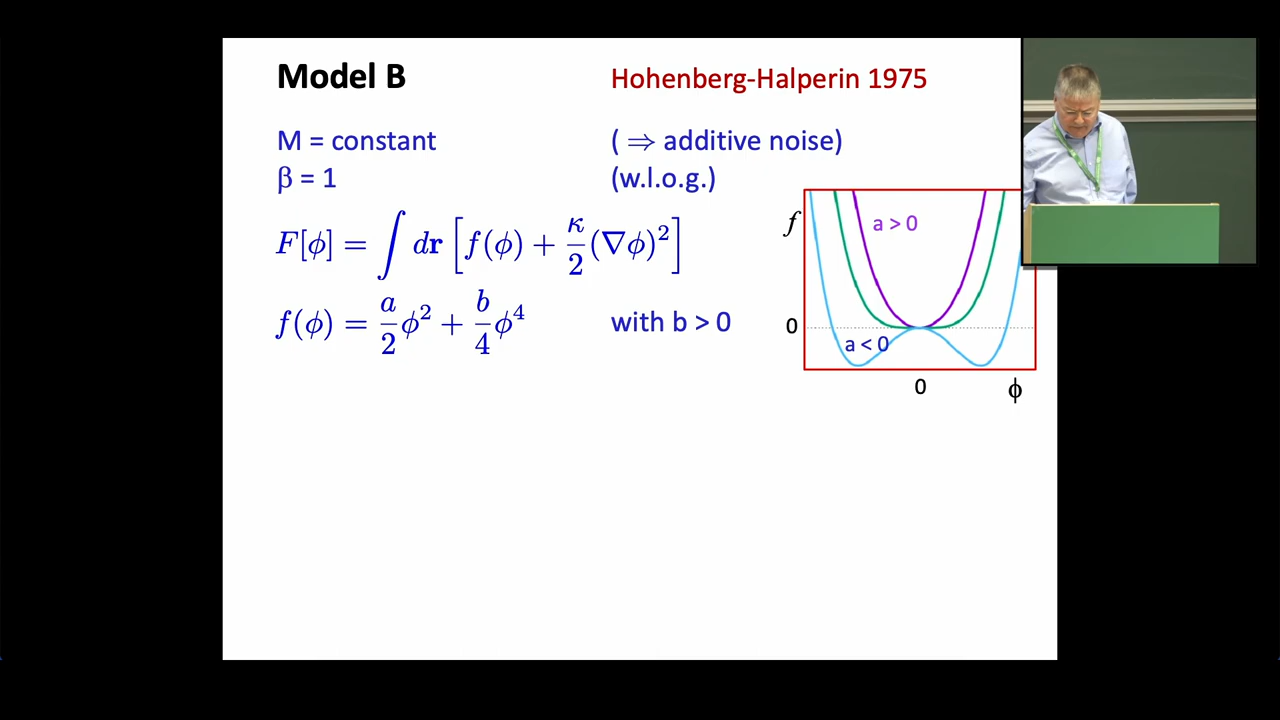 Model B
Hohenberg-Halperin 1975
M = constant
( ⇒ additive noise)
β = 1
(w.l.o.g.)
F[ϕ] = ∫ dr [ f(ϕ) + κ/2 (∇ϕ)² ]
f(ϕ) = a/2 ϕ² + b/4 ϕ⁴
with b > 0
f
a > 0
0
a < 0
0
ϕ